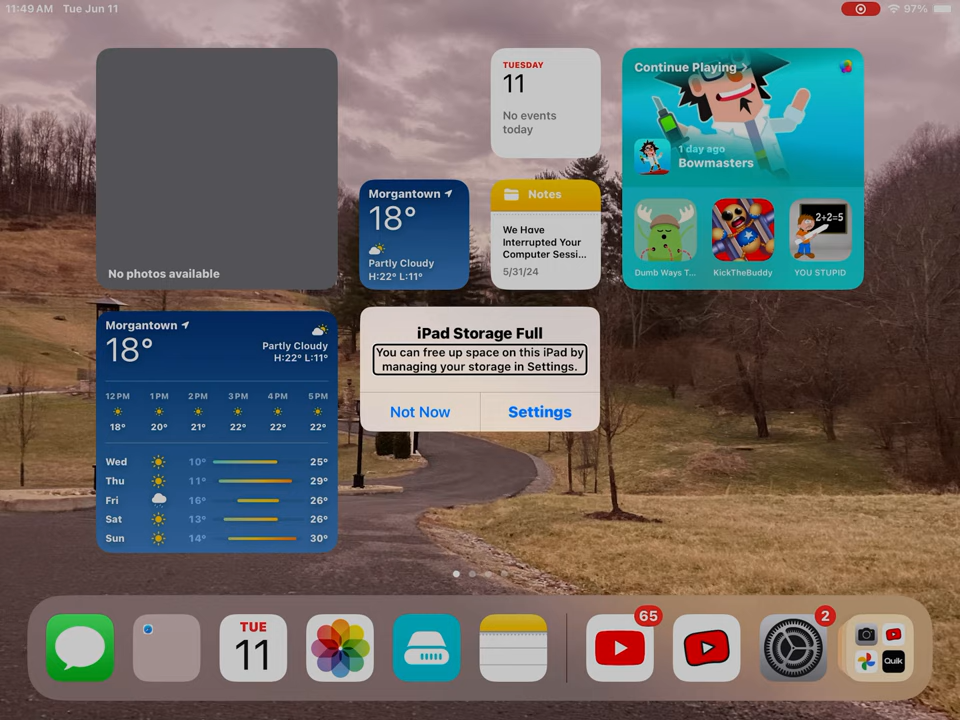 11:49 AM Tue Jun 11
97%
No photos available
TUESDAY
11
No events
today
Morgantown
18°
Partly Cloudy
H:22° L:11°
Notes
We Have
Interrupted Your
Computer Sessi...
5/31/24
Continue Playing
1 day ago
Bowmasters
2+2=5
Dumb Ways T...
KickTheBuddy
YOU STUPID
Morgantown
18°
Partly Cloudy
H:22° L:11°
12 PM 1 PM 2 PM 3 PM 4 PM 5 PM
18° 20° 21° 22° 22° 22°
Wed 10° 25°
Thu 11° 29°
Fri 16° 26°
Sat 13° 26°
Sun 14° 30°
iPad Storage Full
You can free up space on this iPad by
managing your storage in Settings.
Not Now Settings
TUE
11
65
2
Quik